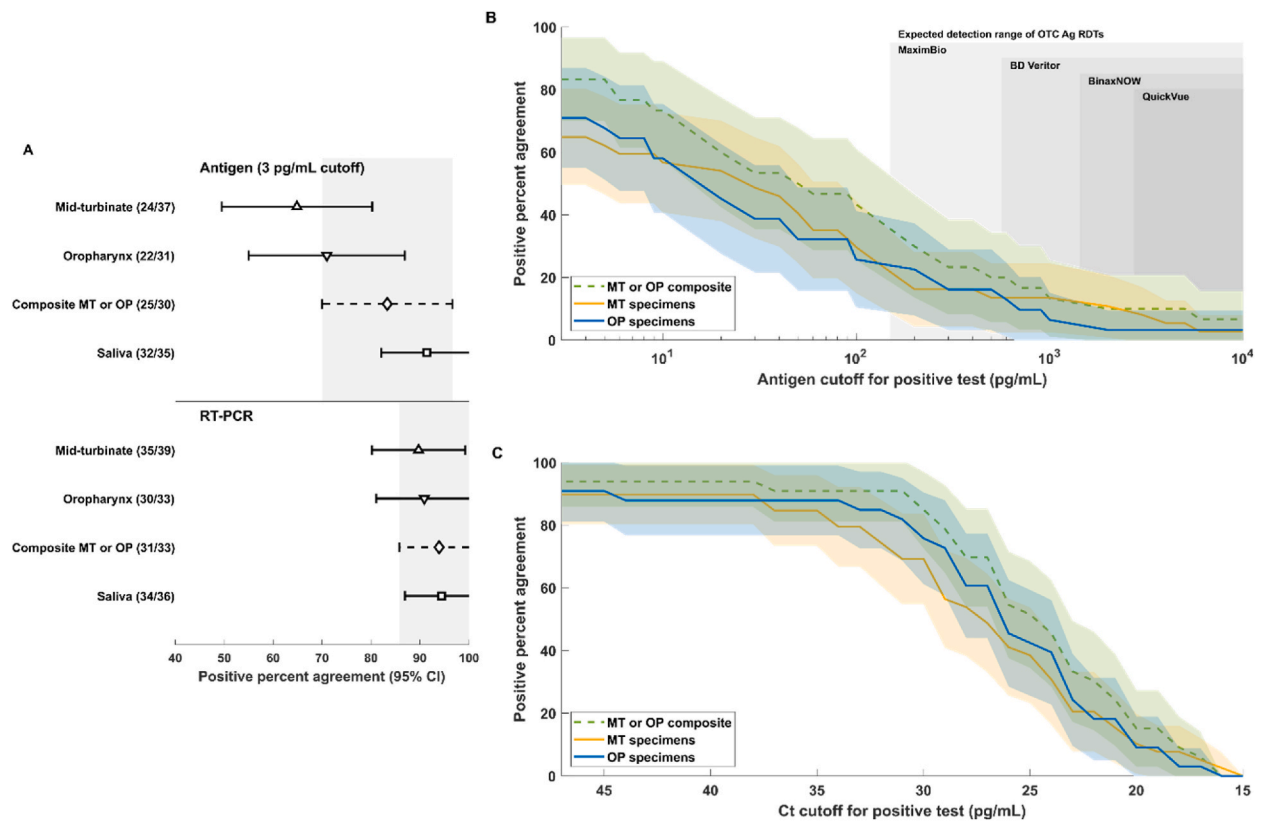 A
Antigen (3 pg/mL cutoff)
Mid-turbinate (24/37)
Oropharynx (22/31)
Composite MT or OP (25/30)
Saliva (32/35)
RT-PCR
Mid-turbinate (35/39)
Oropharynx (30/33)
Composite MT or OP (31/33)
Saliva (34/36)
40 50 60 70 80 90 100
Positive percent agreement (95% CI)
B
Positive percent agreement
100
80
60
40
20
0
Expected detection range of OTC Ag RDTs
MaximBio
BD Veritor
BinaxNOW
QuickVue
MT or OP composite
MT specimens
OP specimens
10^1 10^2 10^3 10^4
Antigen cutoff for positive test (pg/mL)
C
Positive percent agreement
100
80
60
40
20
0
MT or OP composite
MT specimens
OP specimens
45 40 35 30 25 20 15
Ct cutoff for positive test (pg/mL)